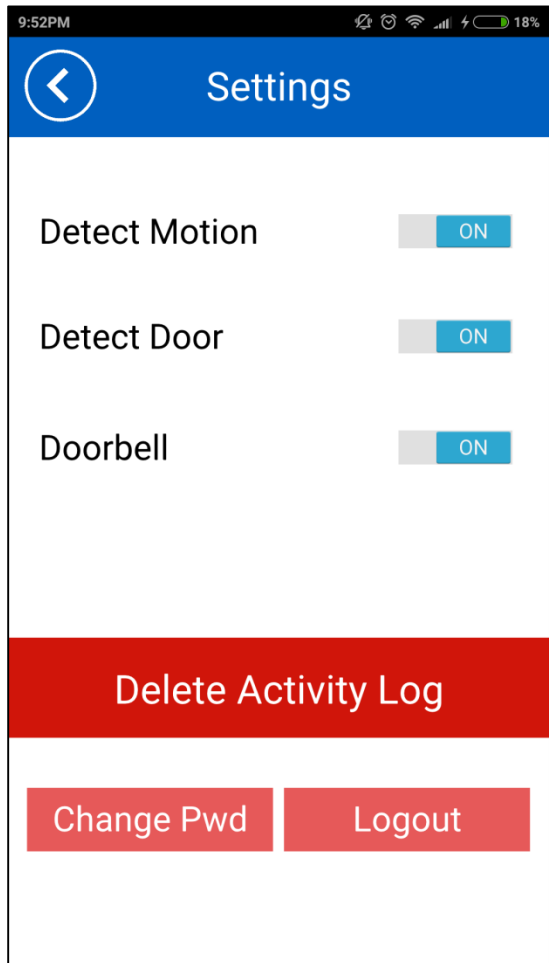 9:52PM 18%
Settings
Detect Motion ON
Detect Door ON
Doorbell ON
Delete Activity Log
Change Pwd Logout